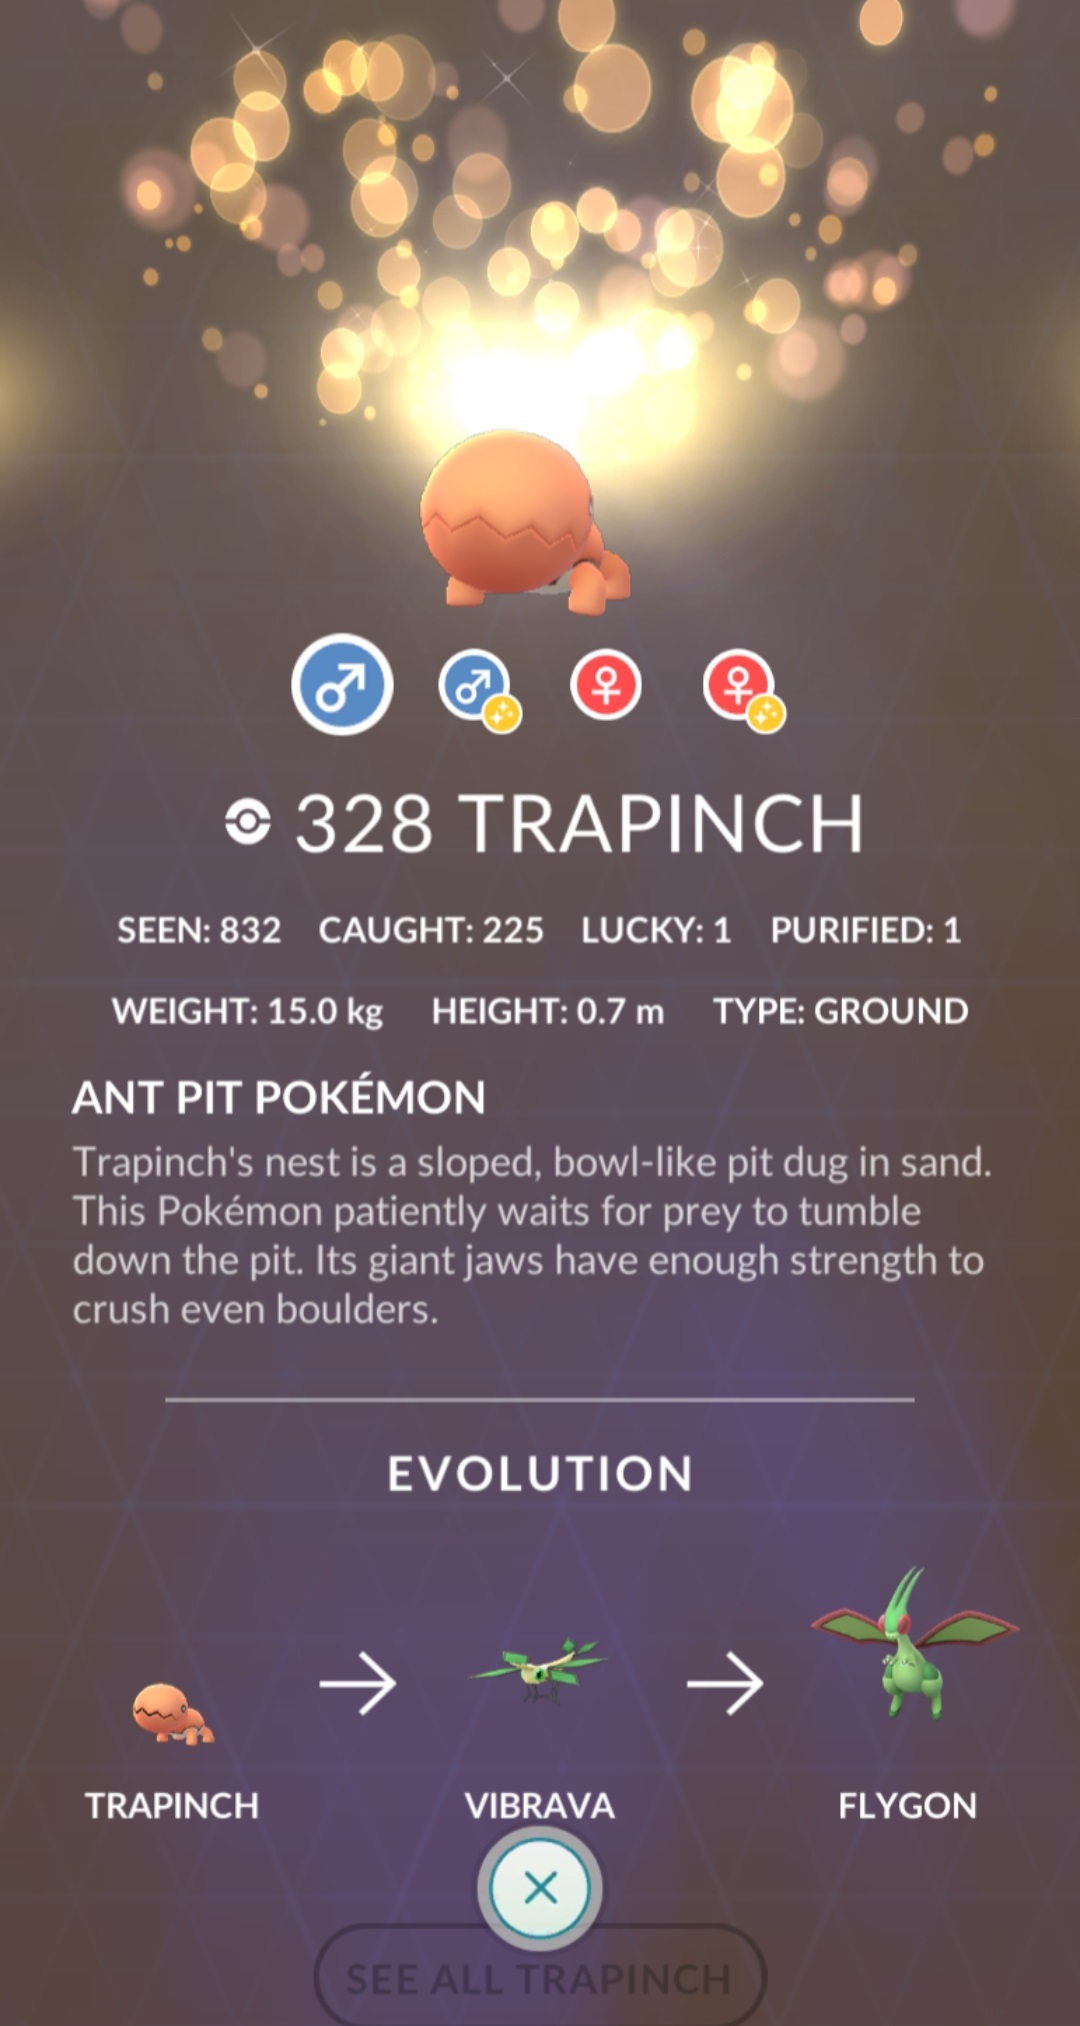 328 TRAPINCH
SEEN: 832 CAUGHT: 225 LUCKY: 1 PURIFIED: 1
WEIGHT: 15.0 kg HEIGHT: 0.7 m TYPE: GROUND
ANT PIT POKÉMON
Trapinch's nest is a sloped, bowl-like pit dug in sand.
This Pokémon patiently waits for prey to tumble
down the pit. Its giant jaws have enough strength to
crush even boulders.
EVOLUTION
TRAPINCH VIBRAVA FLYGON
SEE ALL TRAPINCH